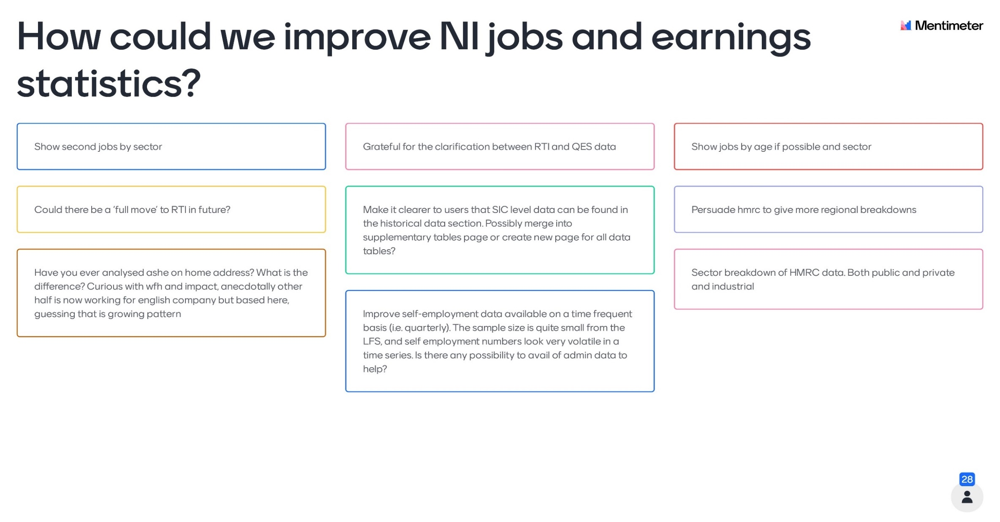 How could we improve NI jobs and earnings
statistics?
Mentimeter
Show second jobs by sector
Grateful for the clarification between RTI and QES data
Show jobs by age if possible and sector
Could there be a ‘full move’ to RTI in future?
Make it clearer to users that SIC level data can be found in
the historical data section. Possibly merge into
supplementary tables page or create new page for all data
tables?
Persuade hmrc to give more regional breakdowns
Have you ever analysed ashe on home address? What is the
difference? Curious with wfh and impact, anecdotally other
half is now working for english company but based here,
guessing that is growing pattern
Improve self-employment data available on a time frequent
basis (i.e. quarterly). The sample size is quite small from the
LFS, and self employment numbers look very volatile in a
time series. Is there any possibility to avail of admin data to
help?
Sector breakdown of HMRC data. Both public and private
and industrial
28